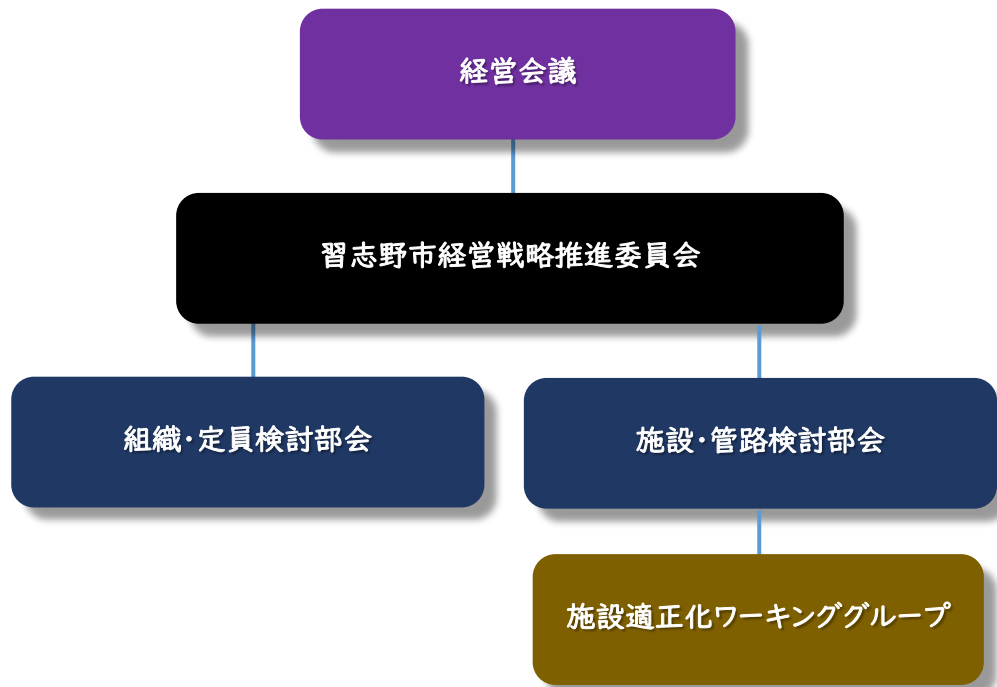 経営会議
習志野市経営戦略推進委員会
組織・定員検討部会
施設・管路検討部会
施設適正化ワーキンググループ